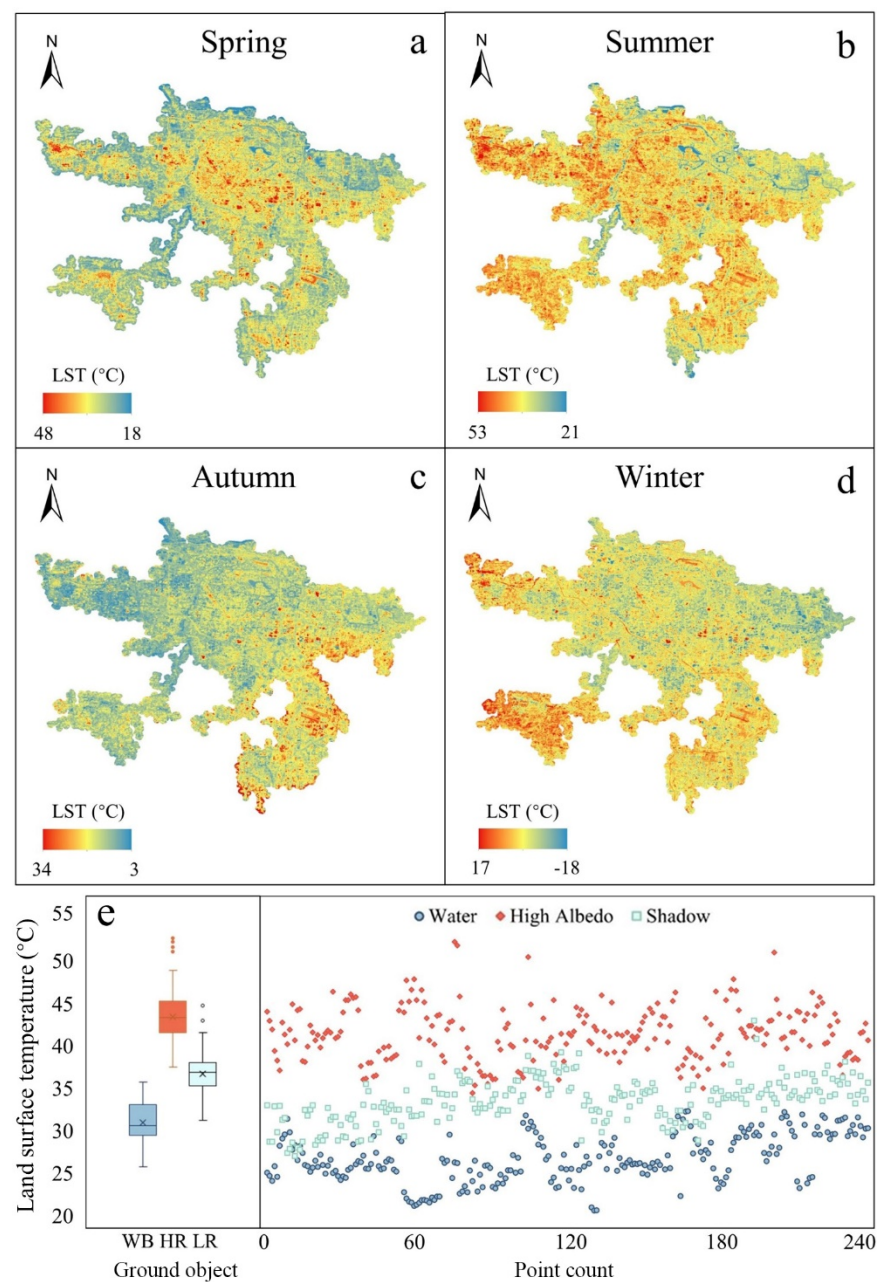 N
Spring
a
LST (°C)
48
18
N
Summer
b
LST (°C)
53
21
N
Autumn
c
LST (°C)
34
3
N
Winter
d
LST (°C)
17
-18
e
Land surface temperature (°C)
55
50
45
40
35
30
25
20
WB HR LR
Ground object
Water
High Albedo
Shadow
0
60
120
180
240
Point count